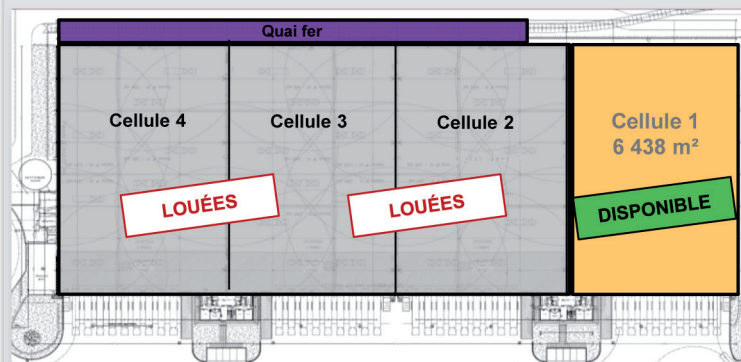 Quai fer
Cellule 4
Cellule 3
Cellule 2
Cellule 1
6 438 m²
LOUÉES
LOUÉES
DISPONIBLE